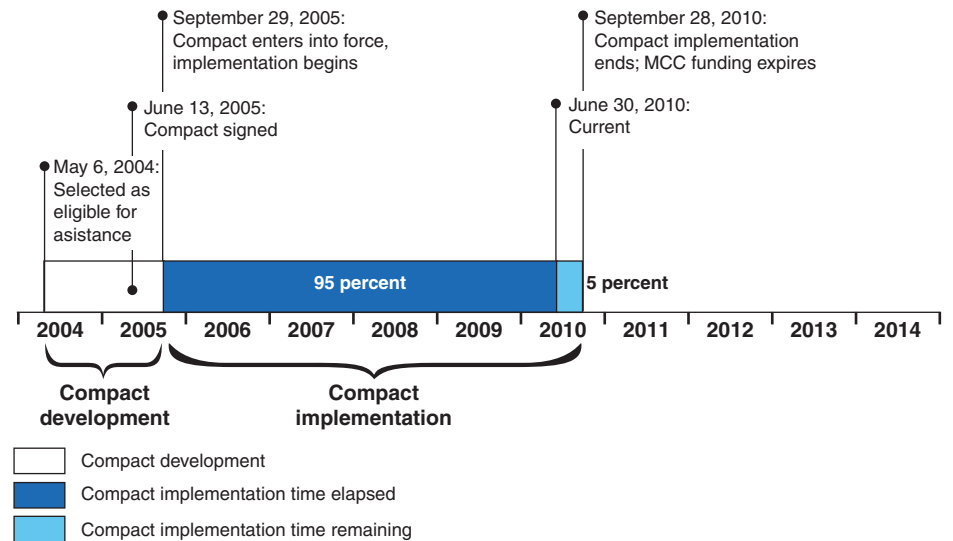 September 29, 2005:
Compact enters into force,
implementation begins
September 28, 2010:
Compact implementation
ends; MCC funding expires
June 13, 2005:
Compact signed
June 30, 2010:
Current
May 6, 2004:
Selected as
eligible for
asistance
95 percent
5 percent
2004 2005 2006 2007 2008 2009 2010 2011 2012 2013 2014
Compact
development
Compact
implementation
Compact development
Compact implementation time elapsed
Compact implementation time remaining